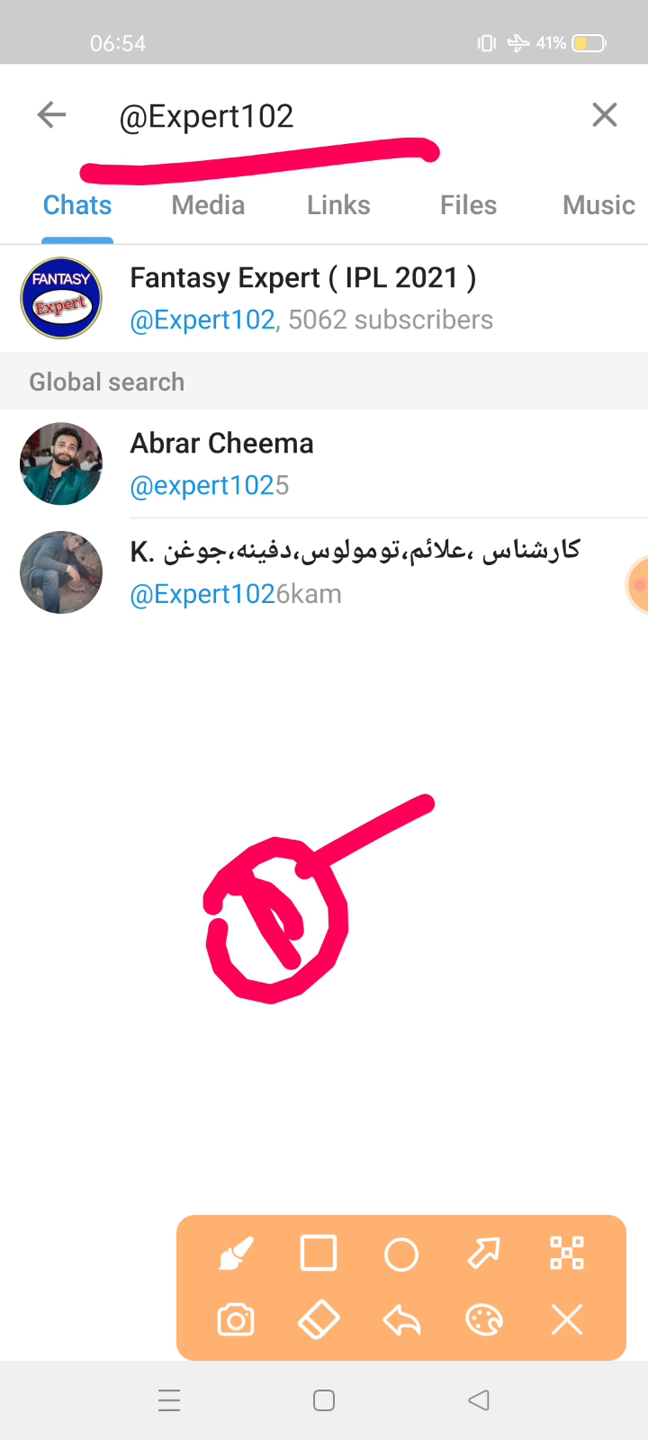 06:54 41%
@Expert102
Chats Media Links Files Music
FANTASY
Expert
Fantasy Expert ( IPL 2021 )
@Expert102, 5062 subscribers
Global search
Abrar Cheema
@expert1025
K. کارشناس ،علائم،تومولوس،دفینه،جوغن
@Expert1026kam